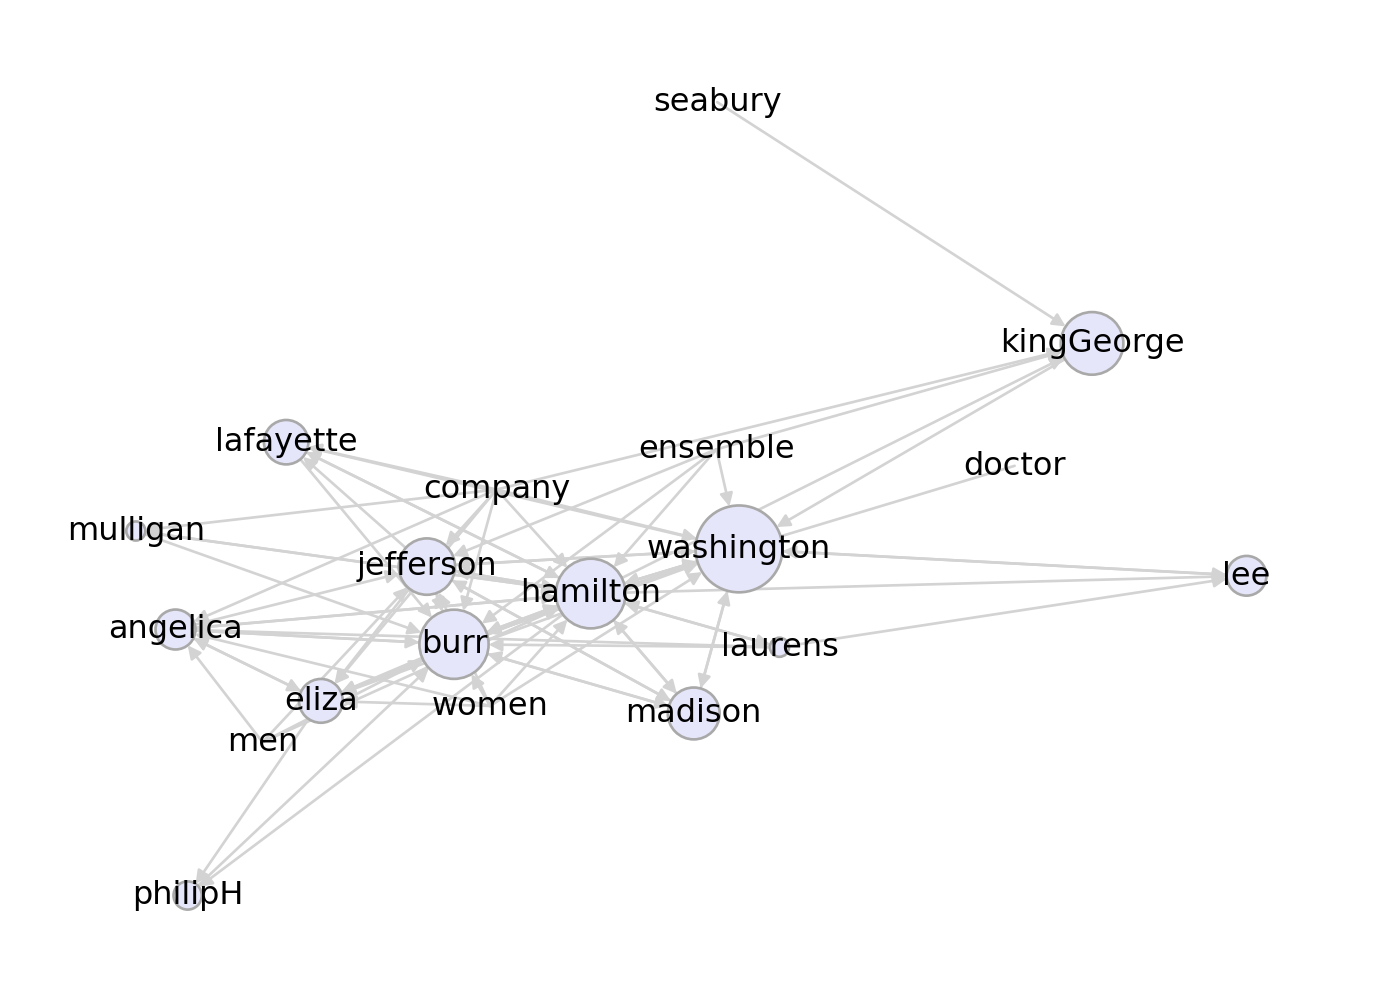 seabury
kingGeorge
lafayette
ensemble
doctor
company
mulligan
washington
jefferson
lee
hamilton
angelica
burr
laurens
eliza
women
madison
men
philipH